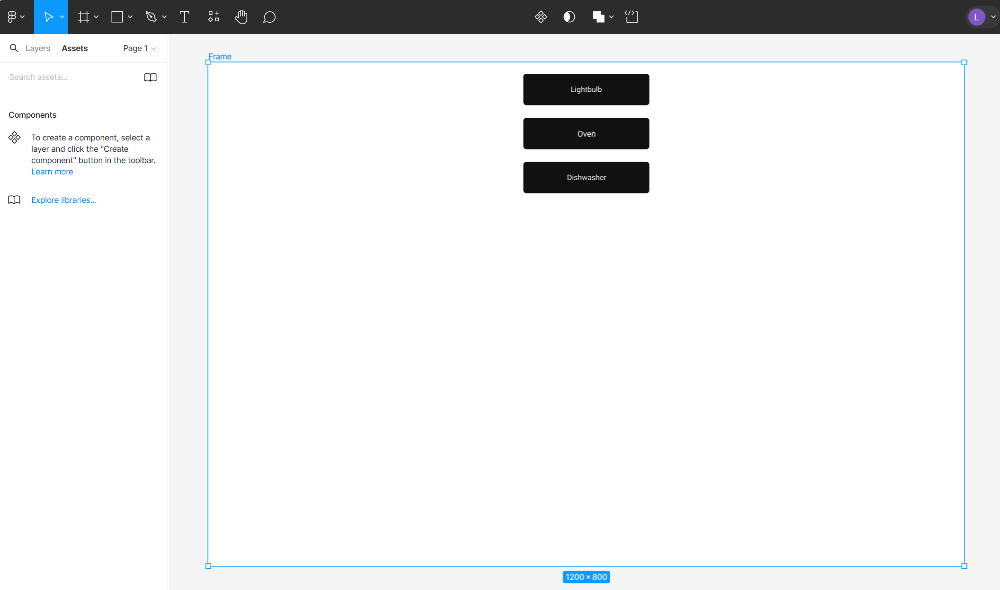 L
Layers
Assets
Page 1
Search assets...
Components
To create a component, select a
layer and click the "Create
component" button in the toolbar.
Learn more
Explore libraries...
Frame
Lightbulb
Oven
Dishwasher
1200 × 800